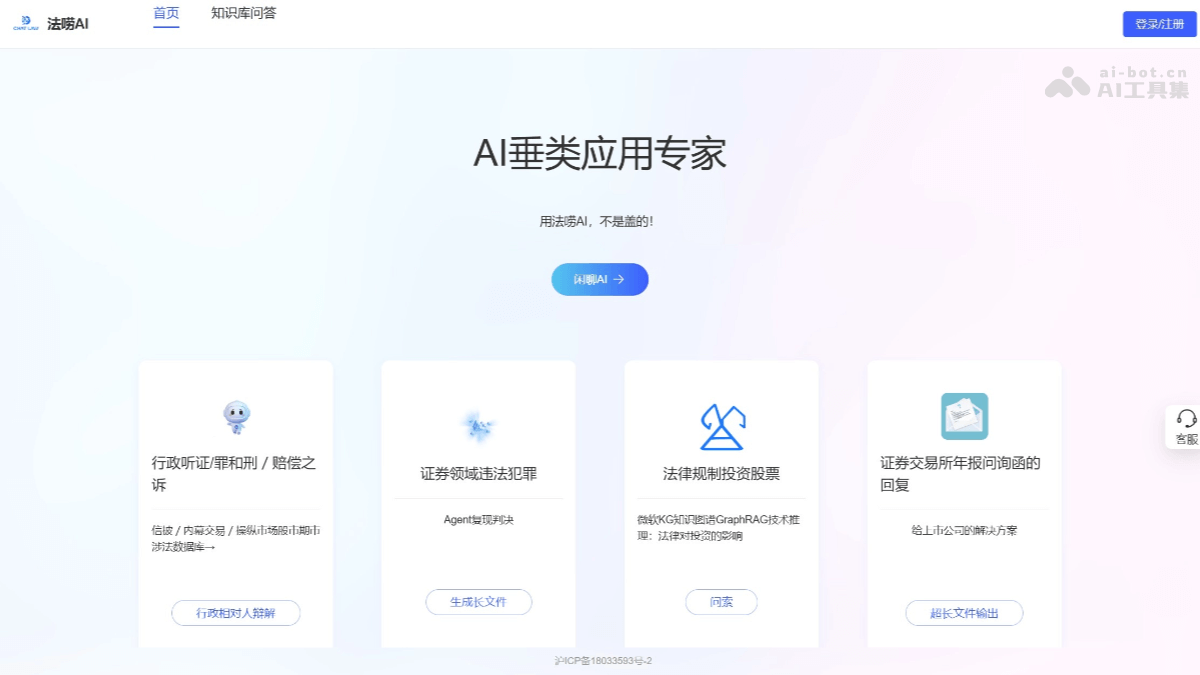 法唠AI
首页
知识库问答
登录/注册
ai-bot.cn
AI工具集
AI垂类应用专家
用法唠AI，不是盖的！
闲聊AI →
行政听证/罪和刑 / 赔偿之
诉
信披 / 内幕交易 / 操纵市场股市期市
涉法数据库→
行政相对人辩解
证券领域违法犯罪
Agent复现判决
生成长文件
法律规制投资股票
微软KG知识图谱GraphRAG技术推
理：法律对投资的影响
问索
证券交易所年报问询函的
回复
给上市公司的解决方案
超长文件输出
客服
沪ICP备18033593号-2